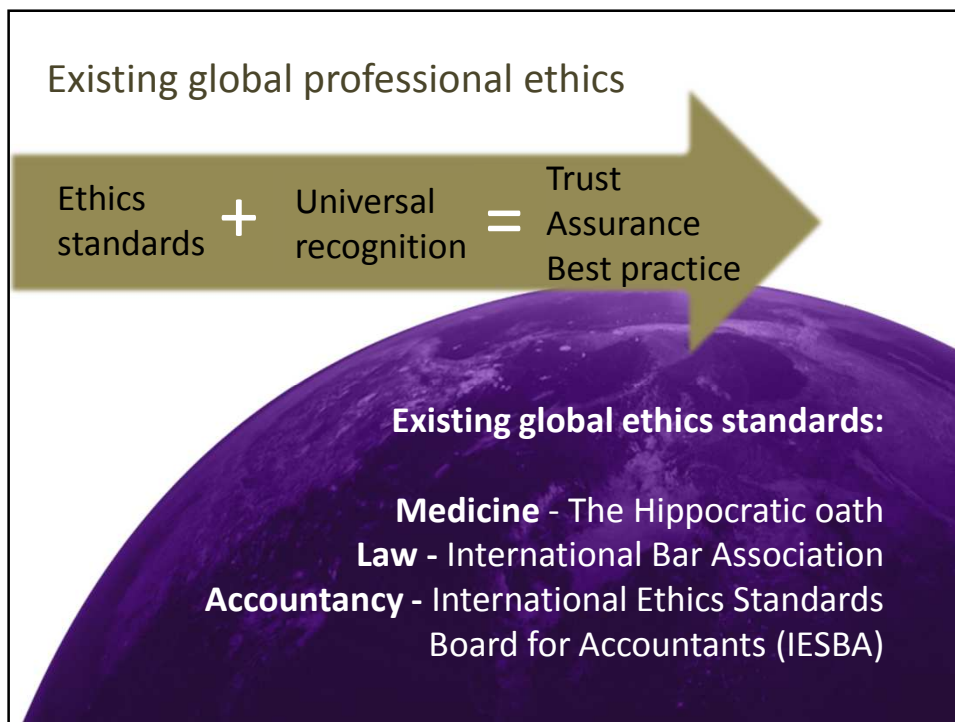 Existing global professional ethics
Ethics
standards
+
Universal
recognition
=
Trust
Assurance
Best practice
Existing global ethics standards:
Medicine - The Hippocratic oath
Law - International Bar Association
Accountancy - International Ethics Standards
Board for Accountants (IESBA)